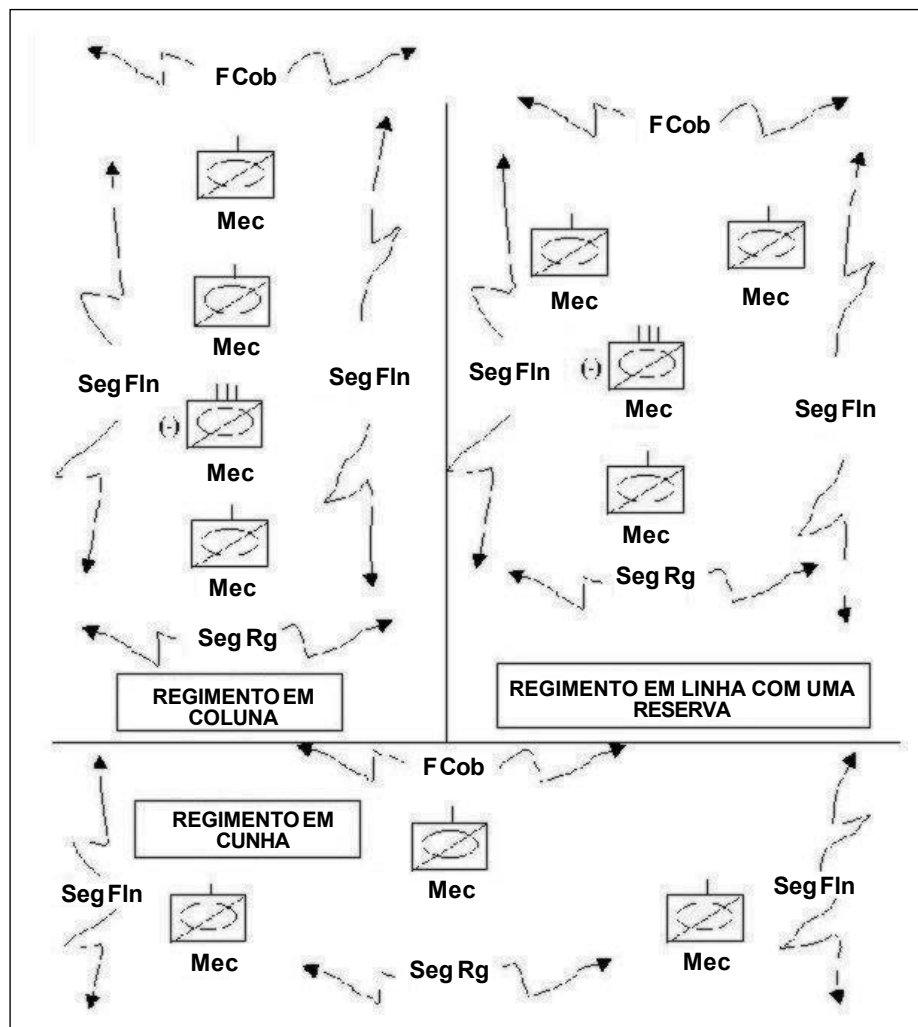 F Cob
Mec
Mec
Seg Fln
Seg Fln
(-)
Mec
Mec
Seg Rg
REGIMENTO EM
COLUNA
F Cob
Mec
Mec
Seg Fln
(-)
Mec
Seg Fln
Mec
Seg Rg
REGIMENTO EM LINHA COM UMA
RESERVA
F Cob
REGIMENTO EM
CUNHA
Mec
Seg Fln
Seg Fln
Mec
Mec
Seg Rg